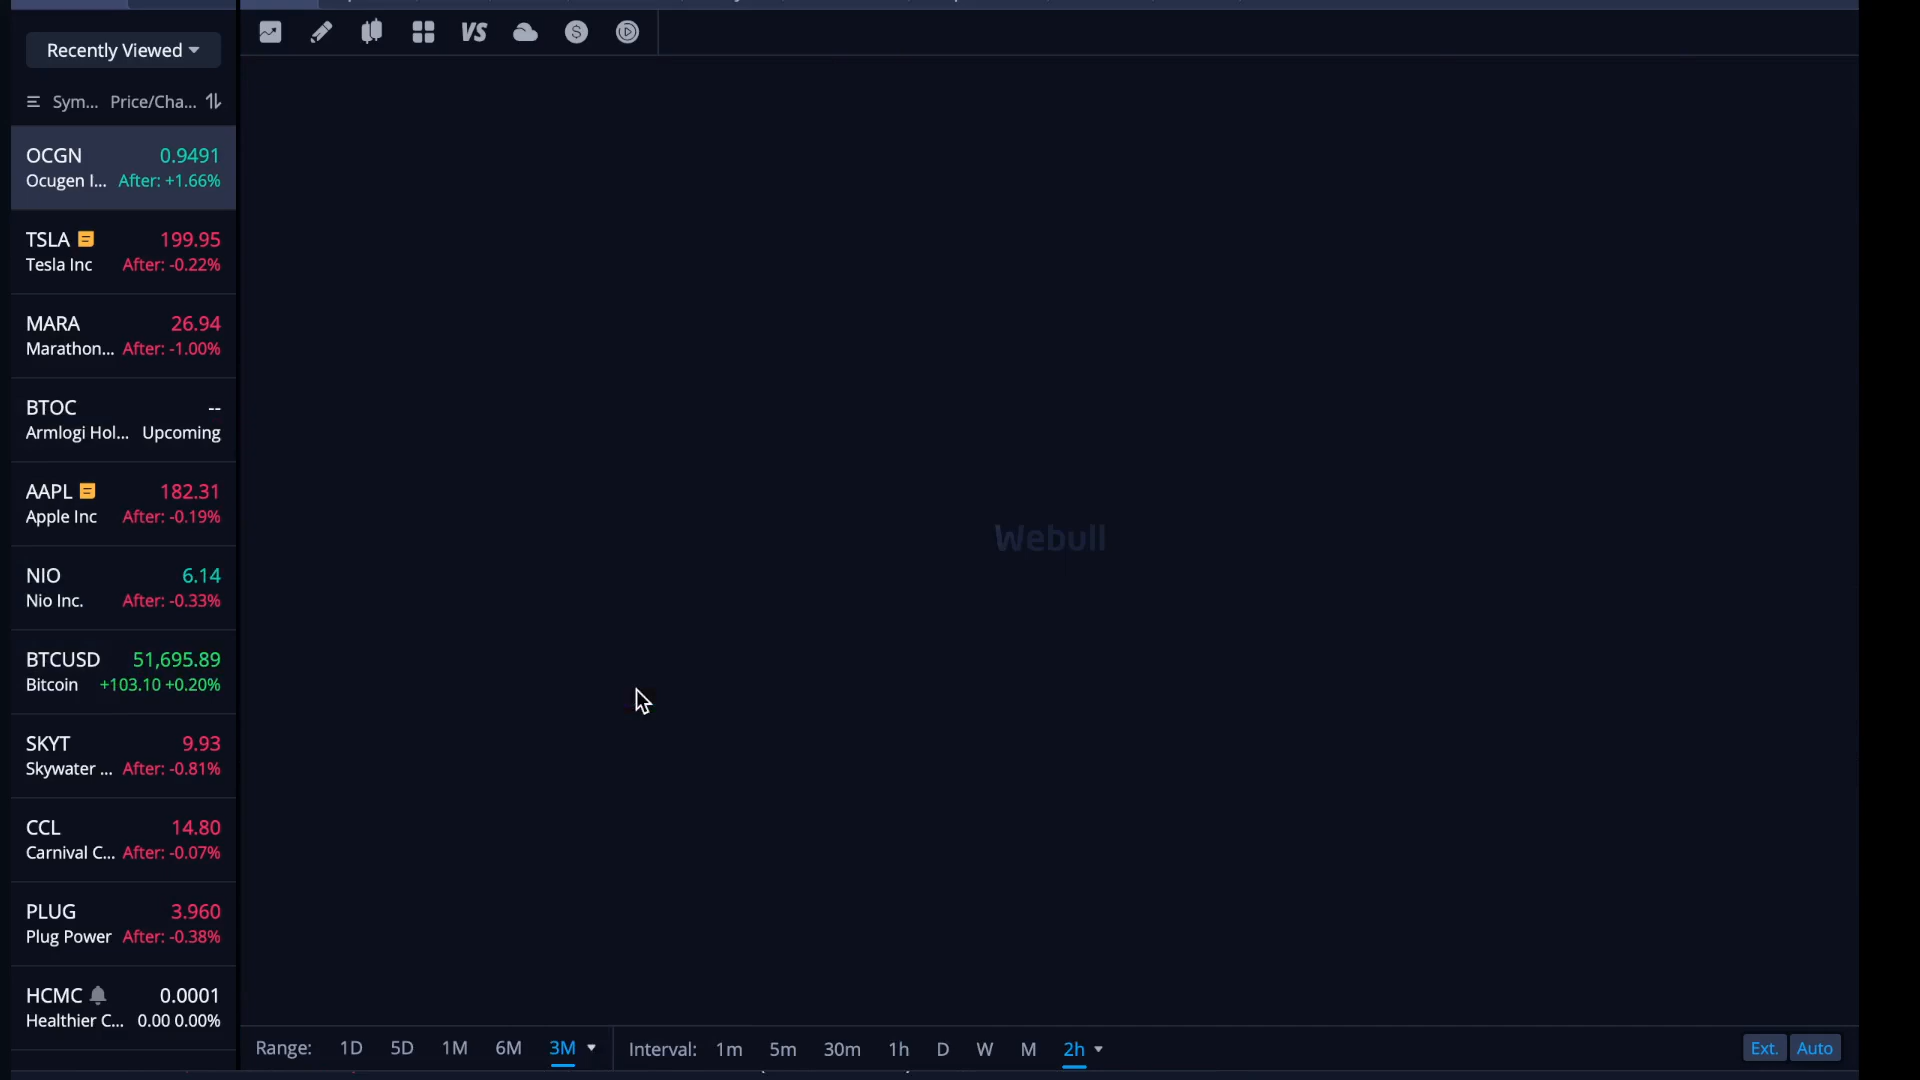 Recently Viewed
Sym... Price/Cha...
OCGN 0.9491
Ocugen I... After: +1.66%
TSLA 199.95
Tesla Inc After: -0.22%
MARA 26.94
Marathon... After: -1.00%
BTOC --
Armlogi Hol... Upcoming
AAPL 182.31
Apple Inc After: -0.19%
NIO 6.14
Nio Inc. After: -0.33%
BTCUSD 51,695.89
Bitcoin +103.10 +0.20%
SKYT 9.93
Skywater ... After: -0.81%
CCL 14.80
Carnival C... After: -0.07%
PLUG 3.960
Plug Power After: -0.38%
HCMC 0.0001
Healthier C... 0.00 0.00%
VS
Webull
Range: 1D 5D 1M 6M 3M Interval: 1m 5m 30m 1h D W M 2h Ext. Auto